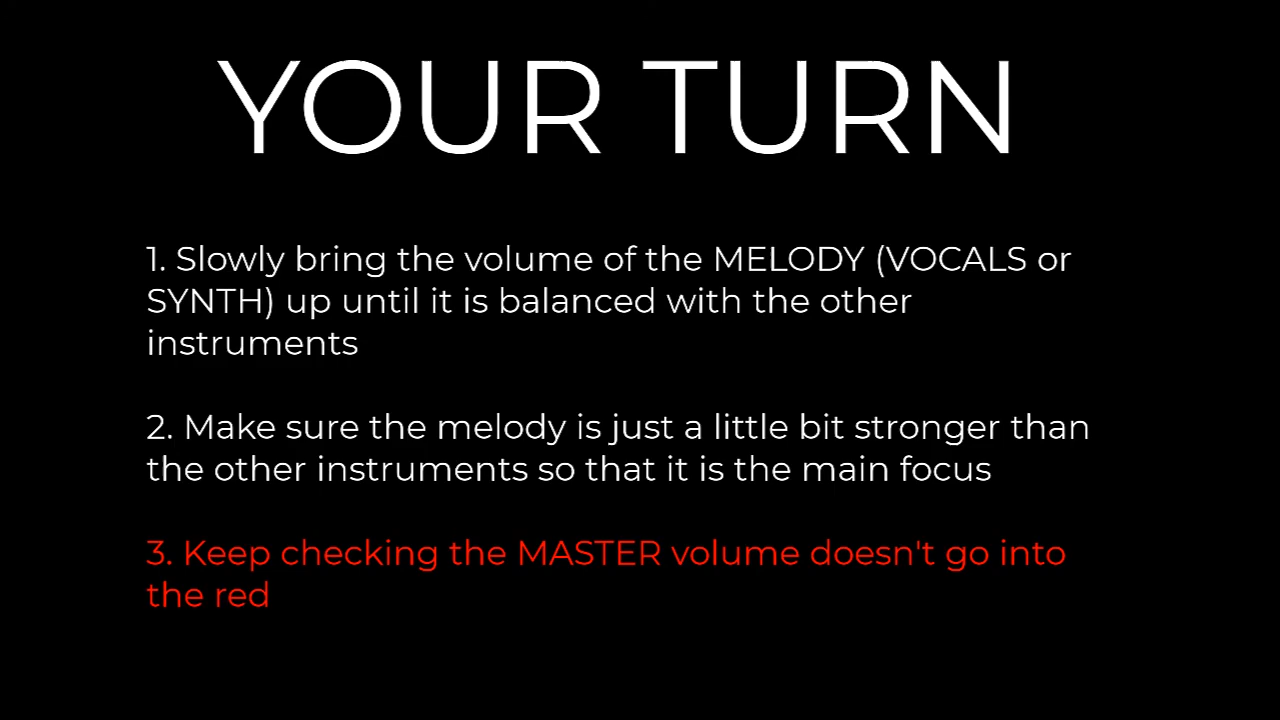 YOUR TURN
1. Slowly bring the volume of the MELODY (VOCALS or
SYNTH) up until it is balanced with the other
instruments
2. Make sure the melody is just a little bit stronger than
the other instruments so that it is the main focus
3. Keep checking the MASTER volume doesn't go into
the red